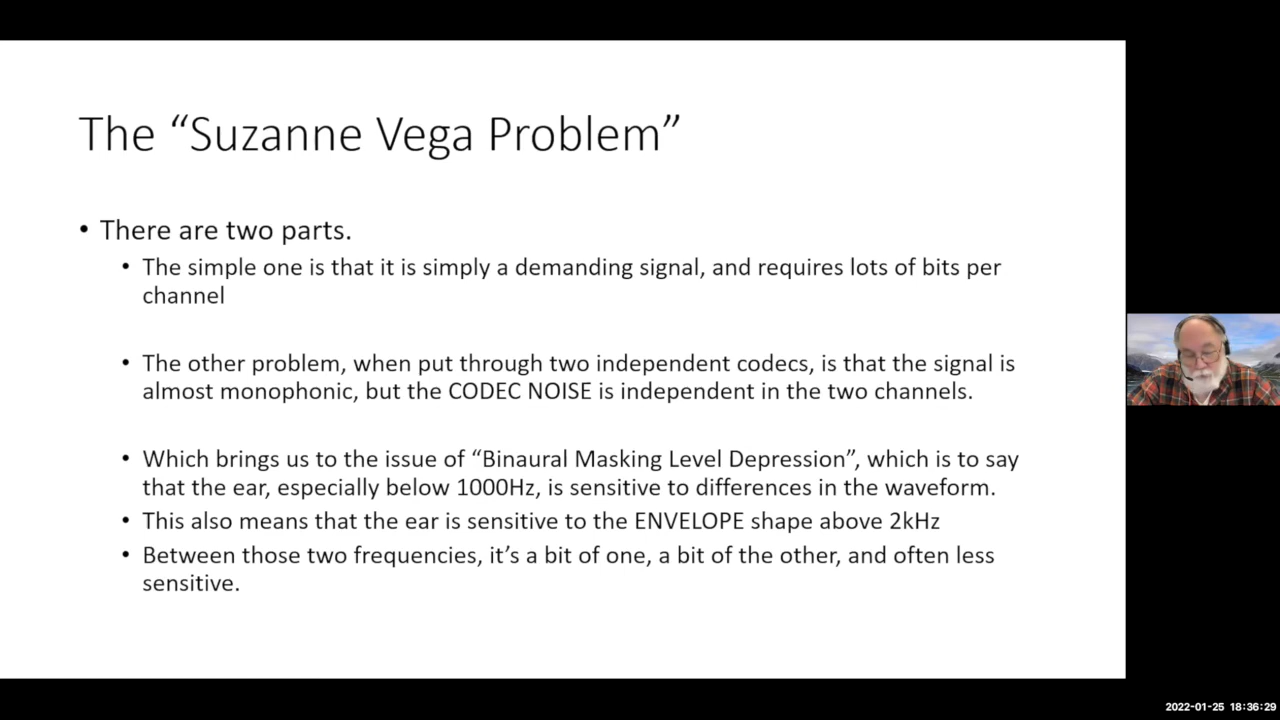 The “Suzanne Vega Problem”
• There are two parts.
• The simple one is that it is simply a demanding signal, and requires lots of bits per
channel
• The other problem, when put through two independent codecs, is that the signal is
almost monophonic, but the CODEC NOISE is independent in the two channels.
• Which brings us to the issue of “Binaural Masking Level Depression”, which is to say
that the ear, especially below 1000Hz, is sensitive to differences in the waveform.
• This also means that the ear is sensitive to the ENVELOPE shape above 2kHz
• Between those two frequencies, it’s a bit of one, a bit of the other, and often less
sensitive.
2022-01-25 18:36:29